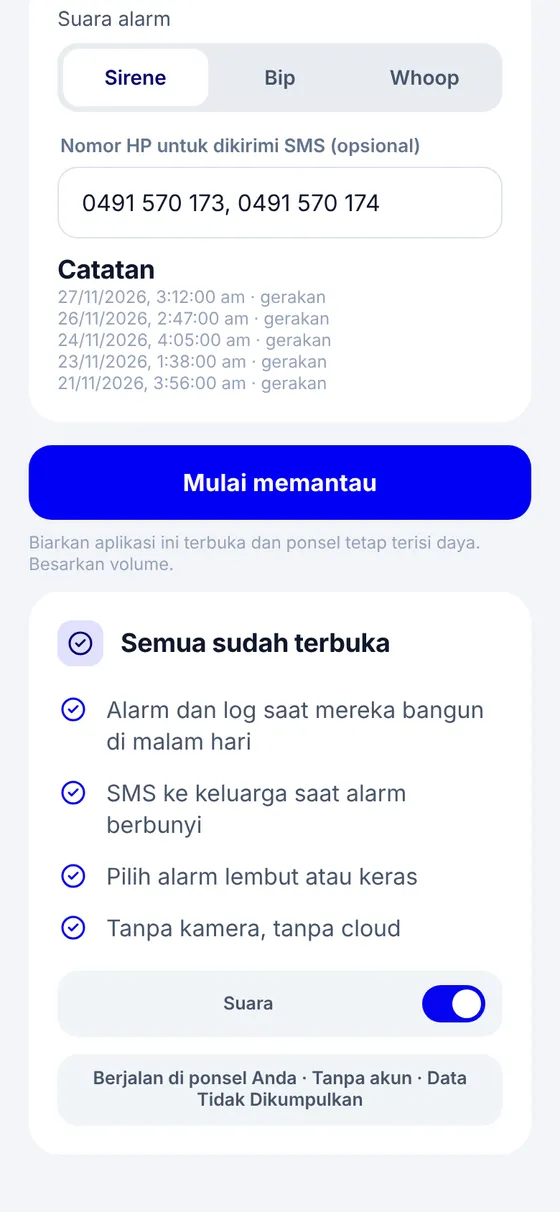 Suara alarm
Sirene
Bip
Whoop
Nomor HP untuk dikirimi SMS (opsional)
0491 570 173, 0491 570 174
Catatan
27/11/2026, 3:12:00 am · gerakan
26/11/2026, 2:47:00 am · gerakan
24/11/2026, 4:05:00 am · gerakan
23/11/2026, 1:38:00 am · gerakan
21/11/2026, 3:56:00 am · gerakan
Mulai memantau
Biarkan aplikasi ini terbuka dan ponsel tetap terisi daya.
Besarkan volume.
Semua sudah terbuka
Alarm dan log saat mereka bangun
di malam hari
SMS ke keluarga saat alarm
berbunyi
Pilih alarm lembut atau keras
Tanpa kamera, tanpa cloud
Suara
Berjalan di ponsel Anda · Tanpa akun · Data
Tidak Dikumpulkan